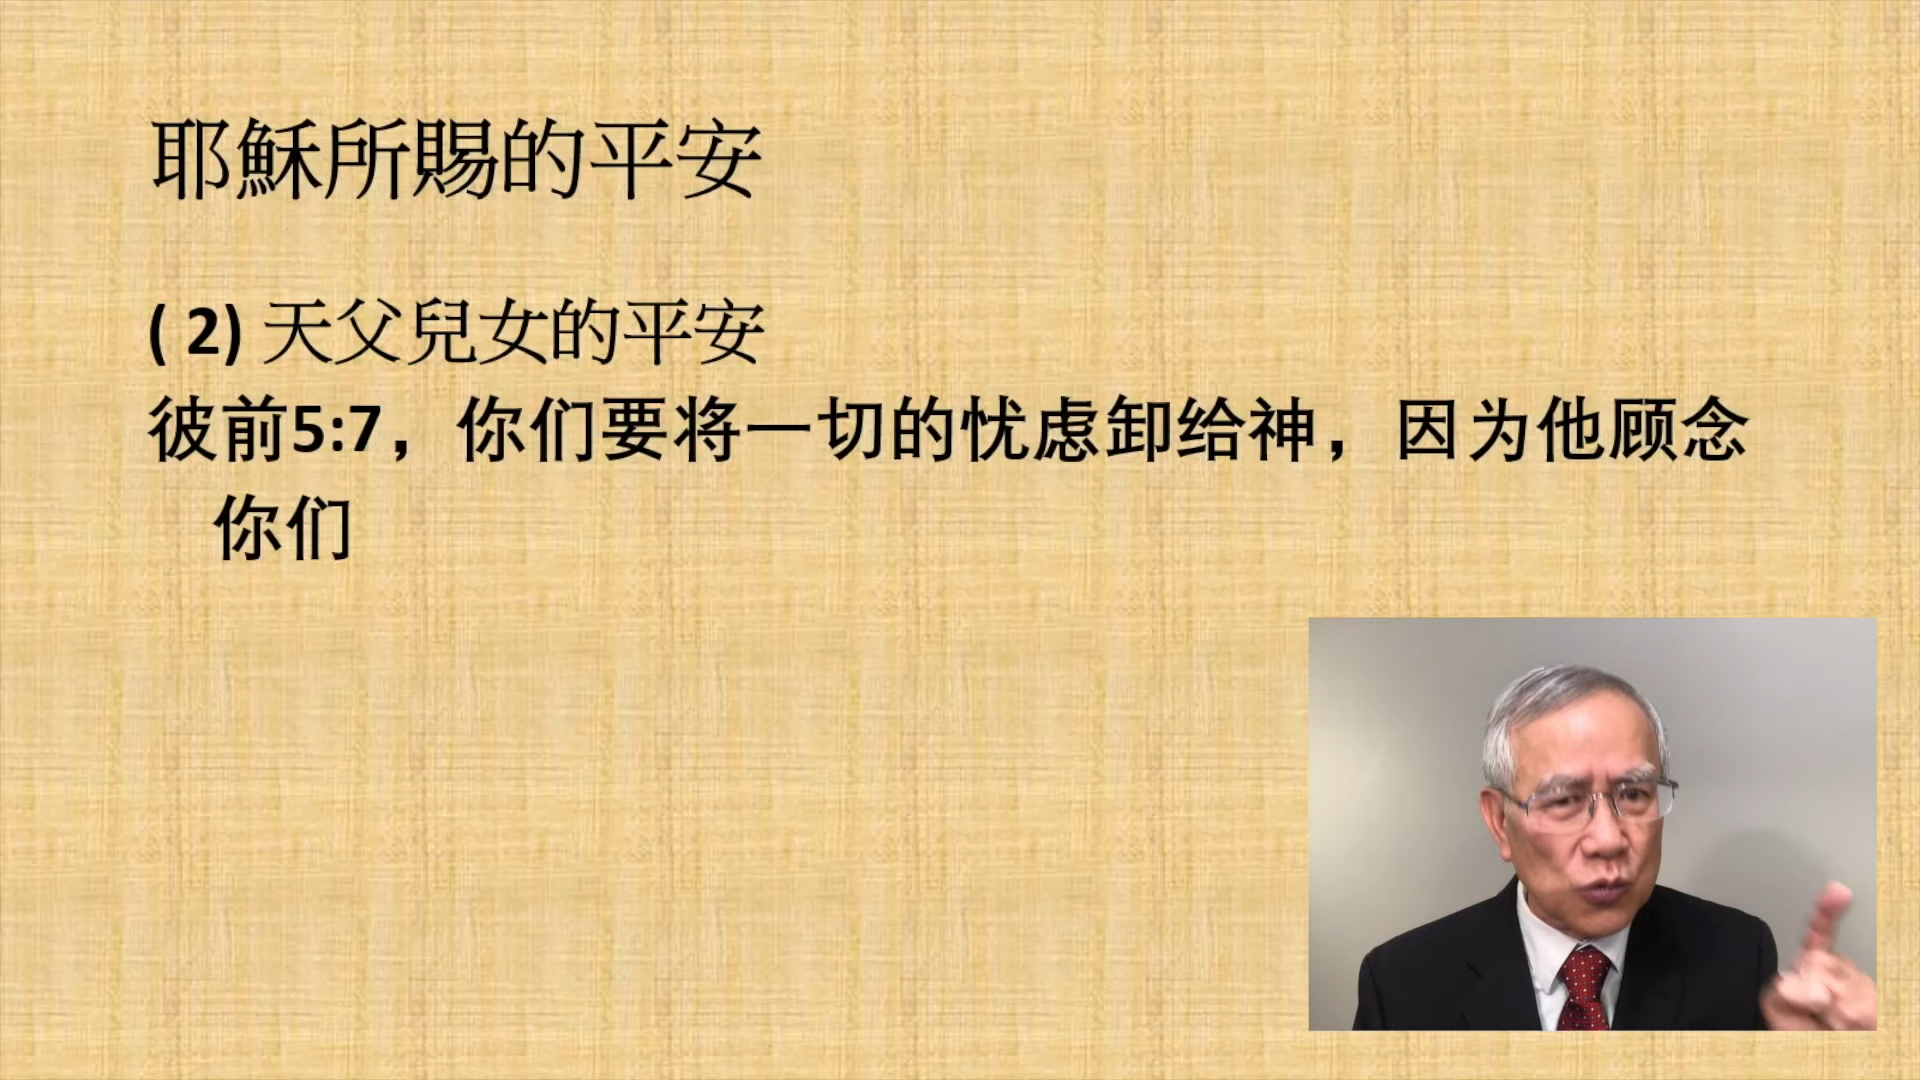 耶穌所賜的平安
( 2) 天父兒女的平安
彼前5:7，你们要将一切的忧虑卸给神，因为他顾念
你们